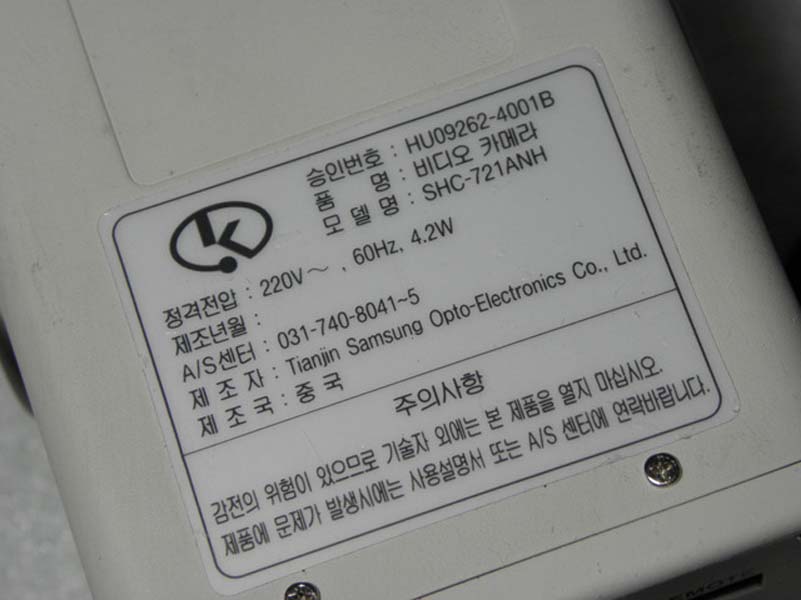 승인번호 : HU09262-4001B
품 명 : 비디오 카메라
모 델 명 : SHC-721ANH
정격전압 : 220V～ , 60Hz, 4.2W
제조년월 :
A/S센터 : 031-740-8041~5
제 조 자 : Tianjin Samsung Opto-Electronics Co., Ltd.
제 조 국 : 중 국
주의사항
감전의 위험이 있으므로 기술자 외에는 본 제품을 열지 마십시오.
제품에 문제가 발생시에는 사용설명서 또는 A/S 센터에 연락바랍니다.